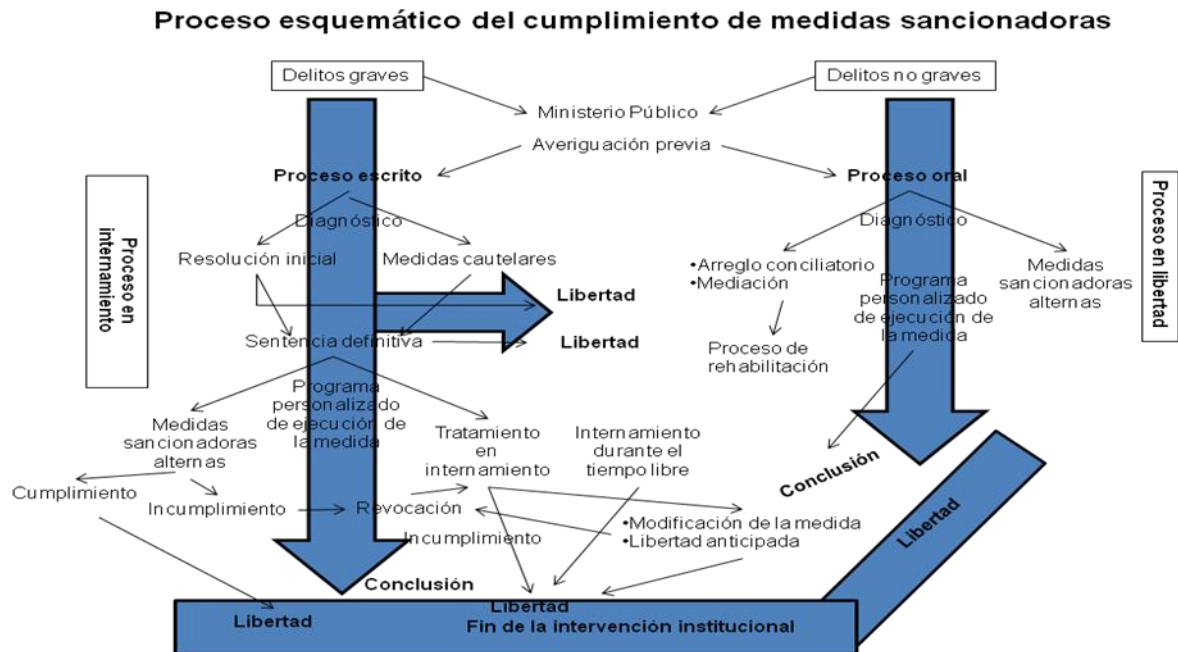 Proceso esquemático del cumplimiento de medidas sancionadoras
Delitos graves
Delitos no graves
Ministerio Público
Averiguación previa
Proceso escrito
Proceso oral
Proceso en
internamiento
Proceso en libertad
Diagnóstico
Diagnóstico
Resolución inicial
Medidas cautelares
•Arreglo conciliatorio
•Mediación
Programa
personalizado
de ejecución de
la medida
Medidas
sancionadoras
alternas
Libertad
Sentencia definitiva
Libertad
Proceso de
rehabilitación
Programa
personalizado
de ejecución de
la medida
Medidas
sancionadoras
alternas
Tratamiento
en
internamiento
Internamiento
durante el
tiempo libre
Conclusión
Cumplimiento
Incumplimiento
Revocación
Incumplimiento
•Modificación de la medida
•Libertad anticipada
Libertad
Conclusión
Libertad
Libertad
Fin de la intervención institucional